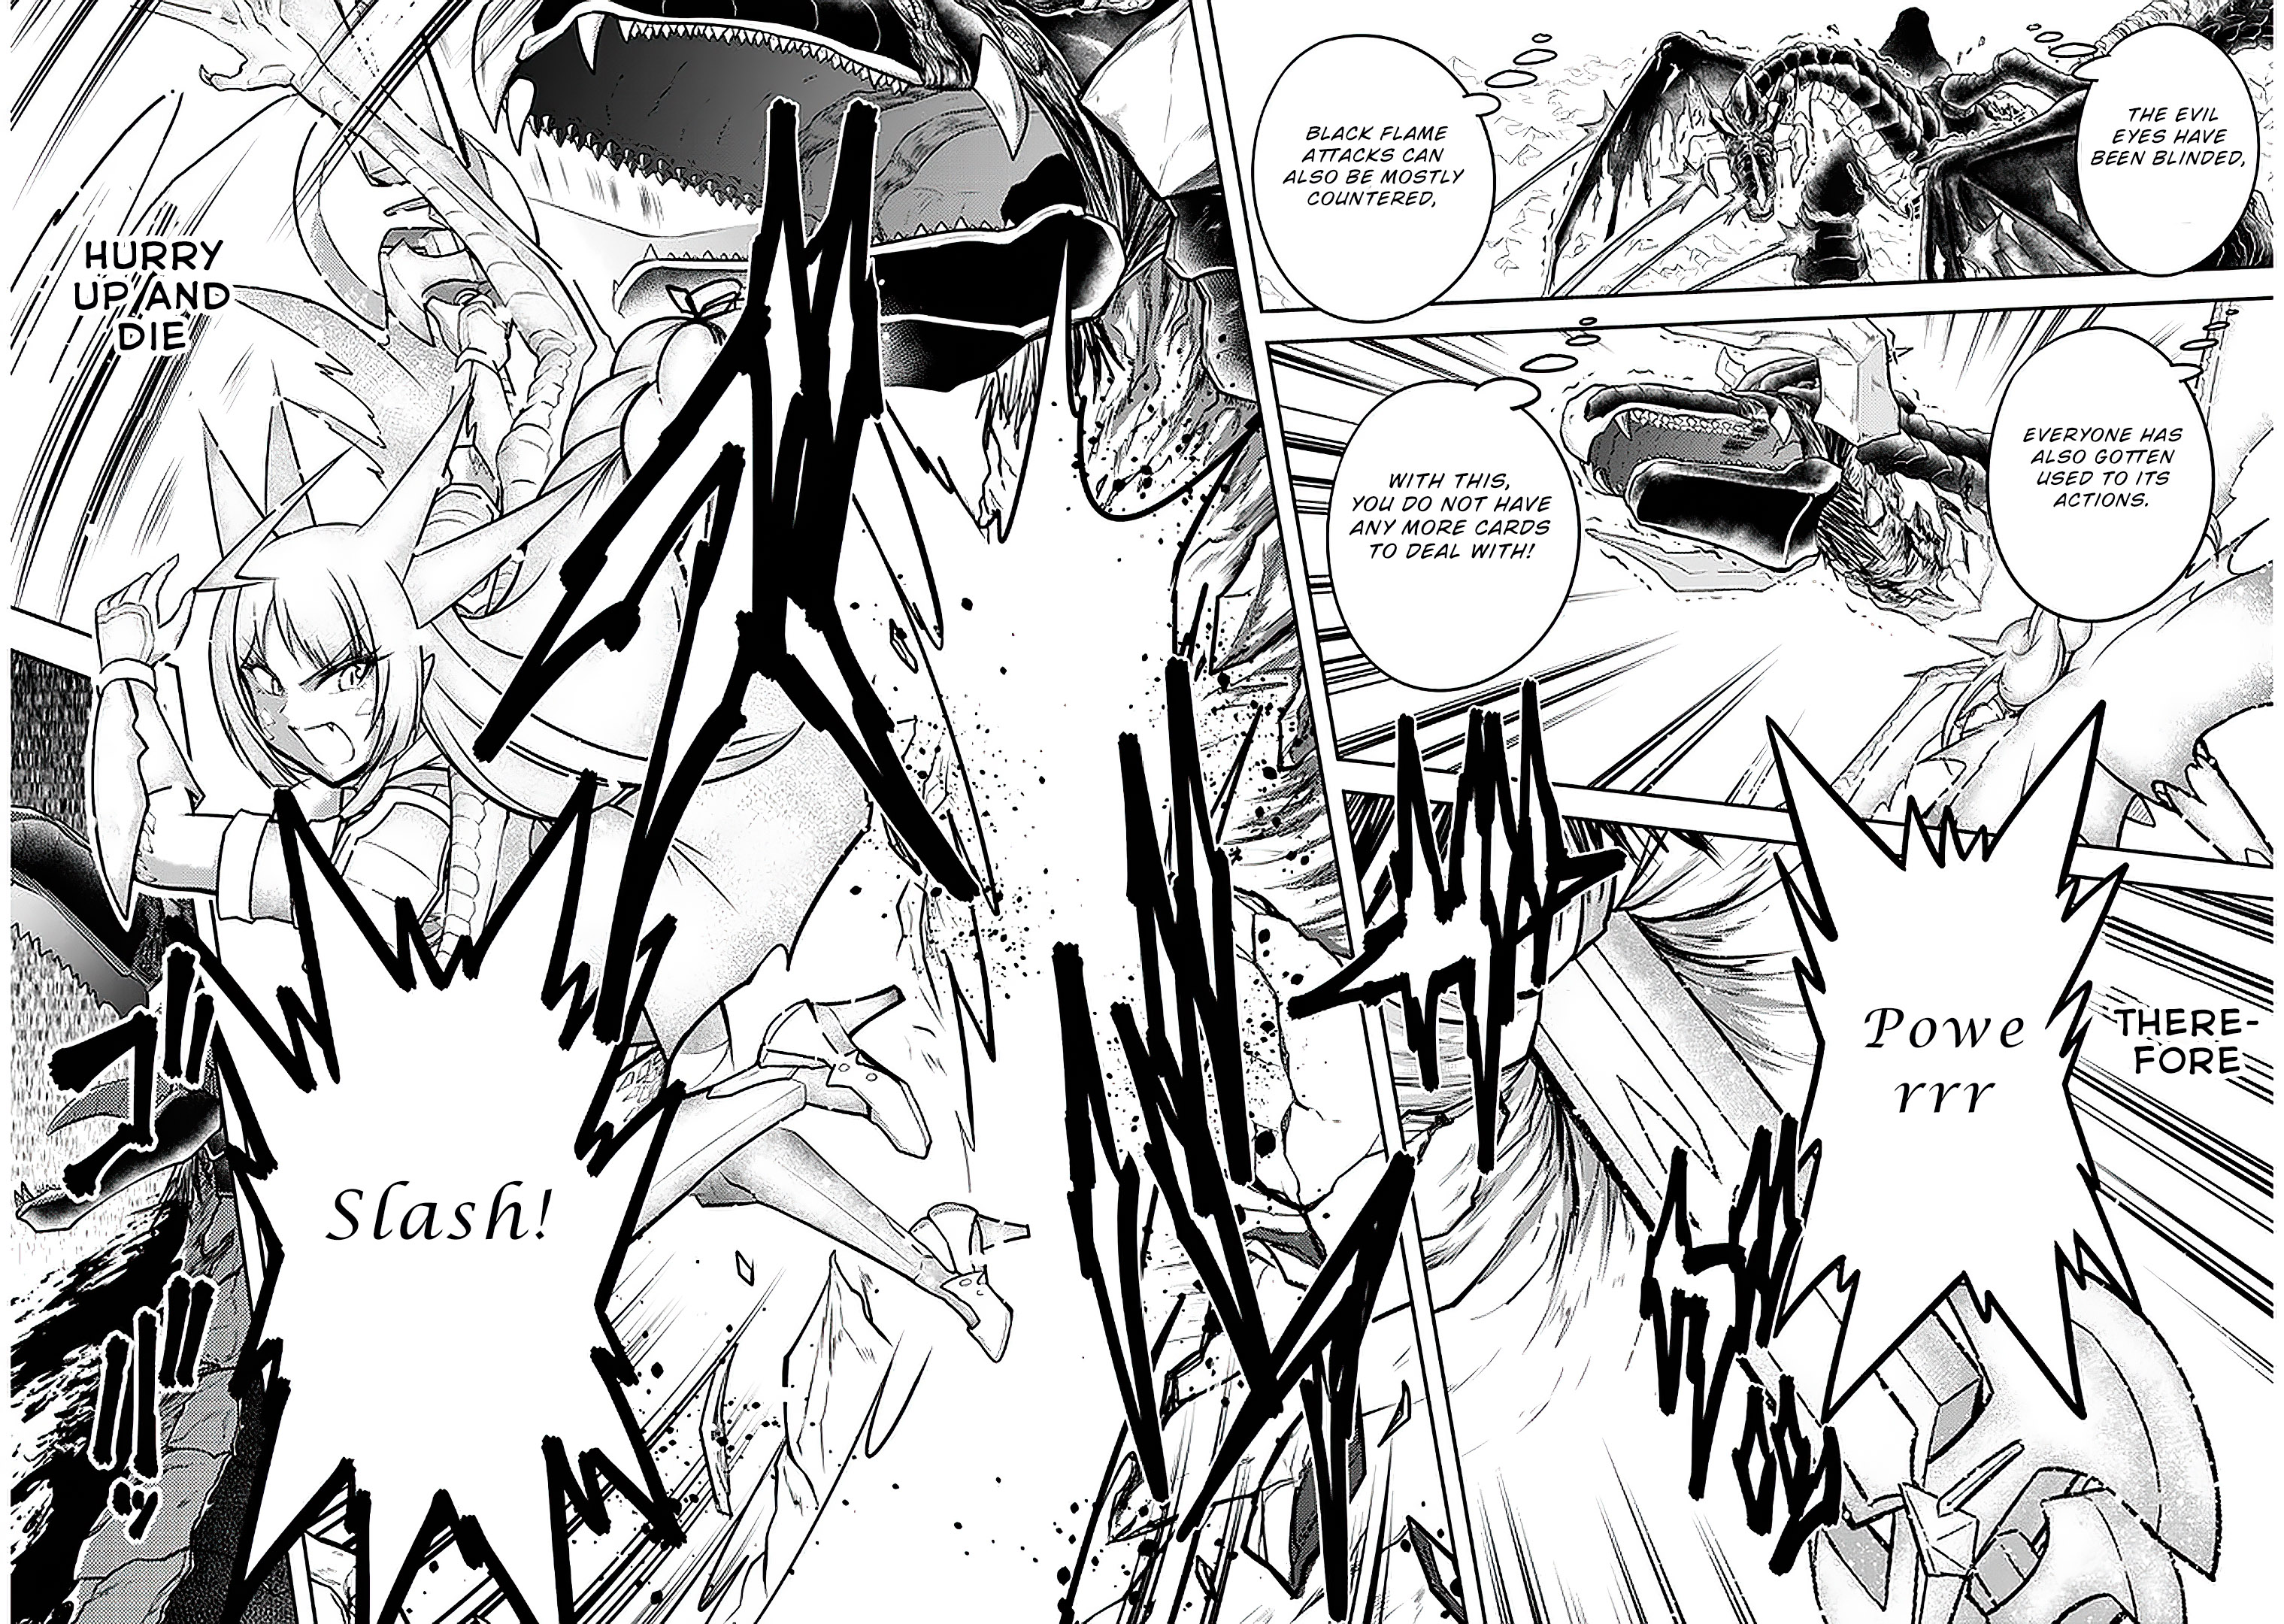 THE EVIL
EYES HAVE
BEEN BLINDED,
BLACK FLAME
ATTACKS CAN
ALSO BE MOSTLY
COUNTERED,
EVERYONE HAS
ALSO GOTTEN
USED TO ITS
ACTIONS.
WITH THIS,
YOU DO NOT HAVE
ANY MORE CARDS
TO DEAL WITH!
THERE-
FORE
Powe
rrr
HURRY
UP AND
DIE
Slash!